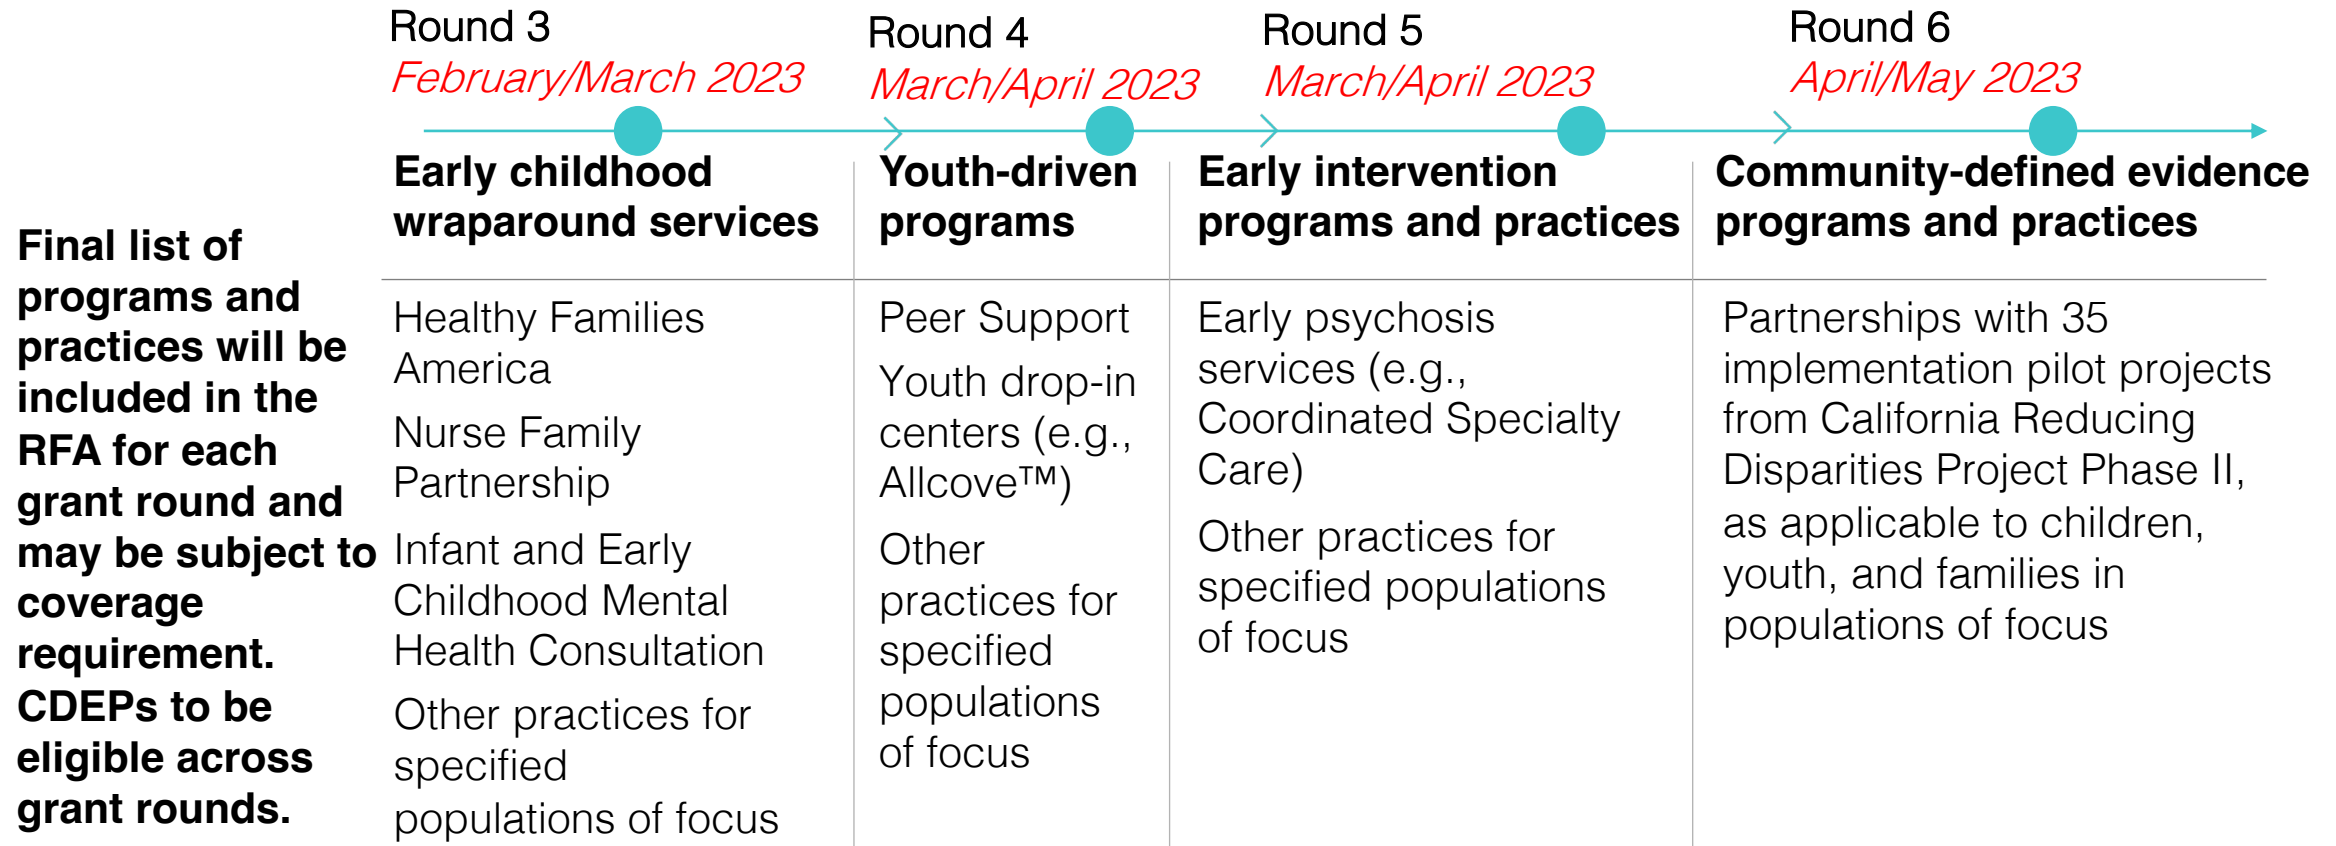 Round 3
February/March 2023
Round 4
March/April 2023
Round 5
March/April 2023
Round 6
April/May 2023
Final list of
programs and
practices will be
included in the
RFA for each
grant round and
may be subject to
coverage
requirement.
CDEPs to be
eligible across
grant rounds.
Early childhood
wraparound services
Healthy Families
America
Nurse Family
Partnership
Infant and Early
Childhood Mental
Health Consultation
Other practices for
specified
populations of focus
Youth-driven
programs
Peer Support
Youth drop-in
centers (e.g.,
Allcove™)
Other
practices for
specified
populations
of focus
Early intervention
programs and practices
Early psychosis
services (e.g.,
Coordinated Specialty
Care)
Other practices for
specified populations
of focus
Community-defined evidence
programs and practices
Partnerships with 35
implementation pilot projects
from California Reducing
Disparities Project Phase II,
as applicable to children,
youth, and families in
populations of focus